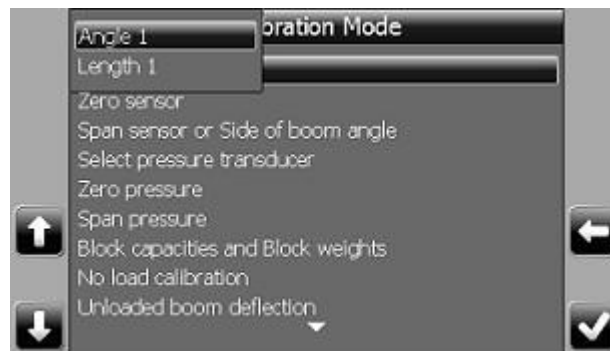 Angle 1
Length 1
bration Mode
Zero sensor
Span sensor or Side of boom angle
Select pressure transducer
Zero pressure
Span pressure
Block capacities and Block weights
No load calibration
Unloaded boom deflection